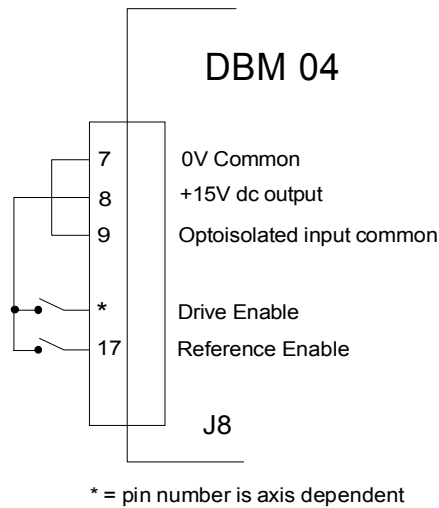 DBM 04
7 0V Common
8 +15V dc output
9 Optoisolated input common
* Drive Enable
17 Reference Enable
J8
* = pin number is axis dependent